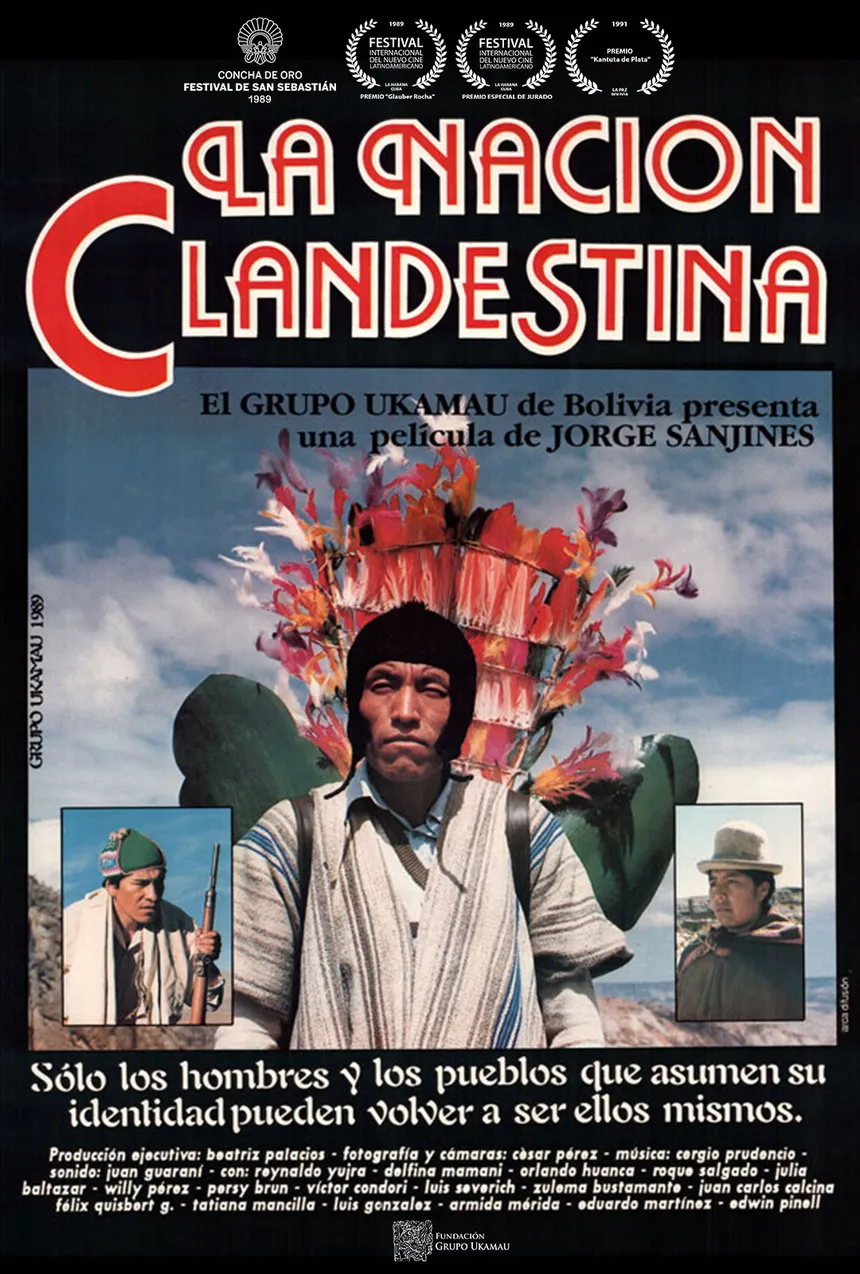 CONCHA DE ORO
FESTIVAL DE SAN SEBASTIÁN
1989
1989
FESTIVAL
INTERNACIONAL
DEL NUEVO CINE
LATINOAMERICANO
LA HABANA
CUBA
PREMIO "Glauber Rocha"
1989
FESTIVAL
INTERNACIONAL
DEL NUEVO CINE
LATINOAMERICANO
LA HABANA
CUBA
PREMIO ESPECIAL DE JURADO
1991
PREMIO
"Kantuta de Plata"
LA PAZ
BOLIVIA
LA NACION
CLANDESTINA
El GRUPO UKAMAU de Bolivia presenta
una película de JORGE SANJINES
GRUPO UKAMAU 1989
arca difusión
Sólo los hombres y los pueblos que asumen su
identidad pueden volver a ser ellos mismos.
Producción ejecutiva: beatriz palacios - fotografía y cámaras: cèsar pérez - música: cergio prudencio -
sonido: juan guaraní - con: reynaldo yujra - delfina mamani - orlando huanca - roque salgado - julia
baltazar - willy pérez - persy brun - víctor condori - luis severich - zulema bustamante - juan carlos calcina
félix quisbert g. - tatiana mancilla - luis gonzalez - armida mérida - eduardo martínez - edwin pinell
FUNDACIÓN
GRUPO UKAMAU